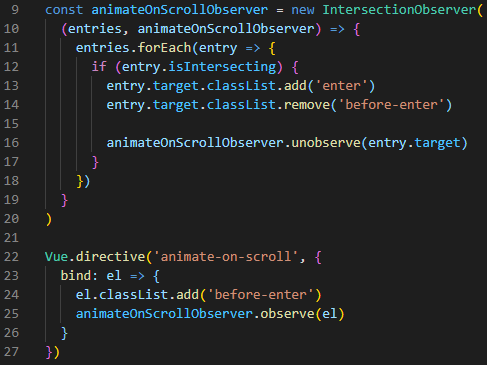 9 const animateOnScrollObserver = new IntersectionObserver(
10 (entries, animateOnScrollObserver) => {
11 entries.forEach(entry => {
12 if (entry.isIntersecting) {
13 entry.target.classList.add('enter')
14 entry.target.classList.remove('before-enter')
15
16 animateOnScrollObserver.unobserve(entry.target)
17 }
18 })
19 }
20 )
21
22 Vue.directive('animate-on-scroll', {
23 bind: el => {
24 el.classList.add('before-enter')
25 animateOnScrollObserver.observe(el)
26 }
27 })